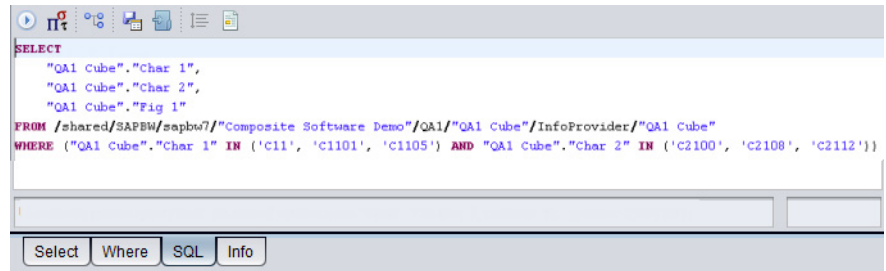 SELECT
"QA1 Cube"."Char 1",
"QA1 Cube"."Char 2",
"QA1 Cube"."Fig 1"
FROM /shared/SAPBW/sapbw7/"Composite Software Demo"/QA1/"QA1 Cube"/InfoProvider/"QA1 Cube"
WHERE ("QA1 Cube"."Char 1" IN ('C11', 'C1101', 'C1105') AND "QA1 Cube"."Char 2" IN ('C2100', 'C2108', 'C2112'))
Select Where SQL Info